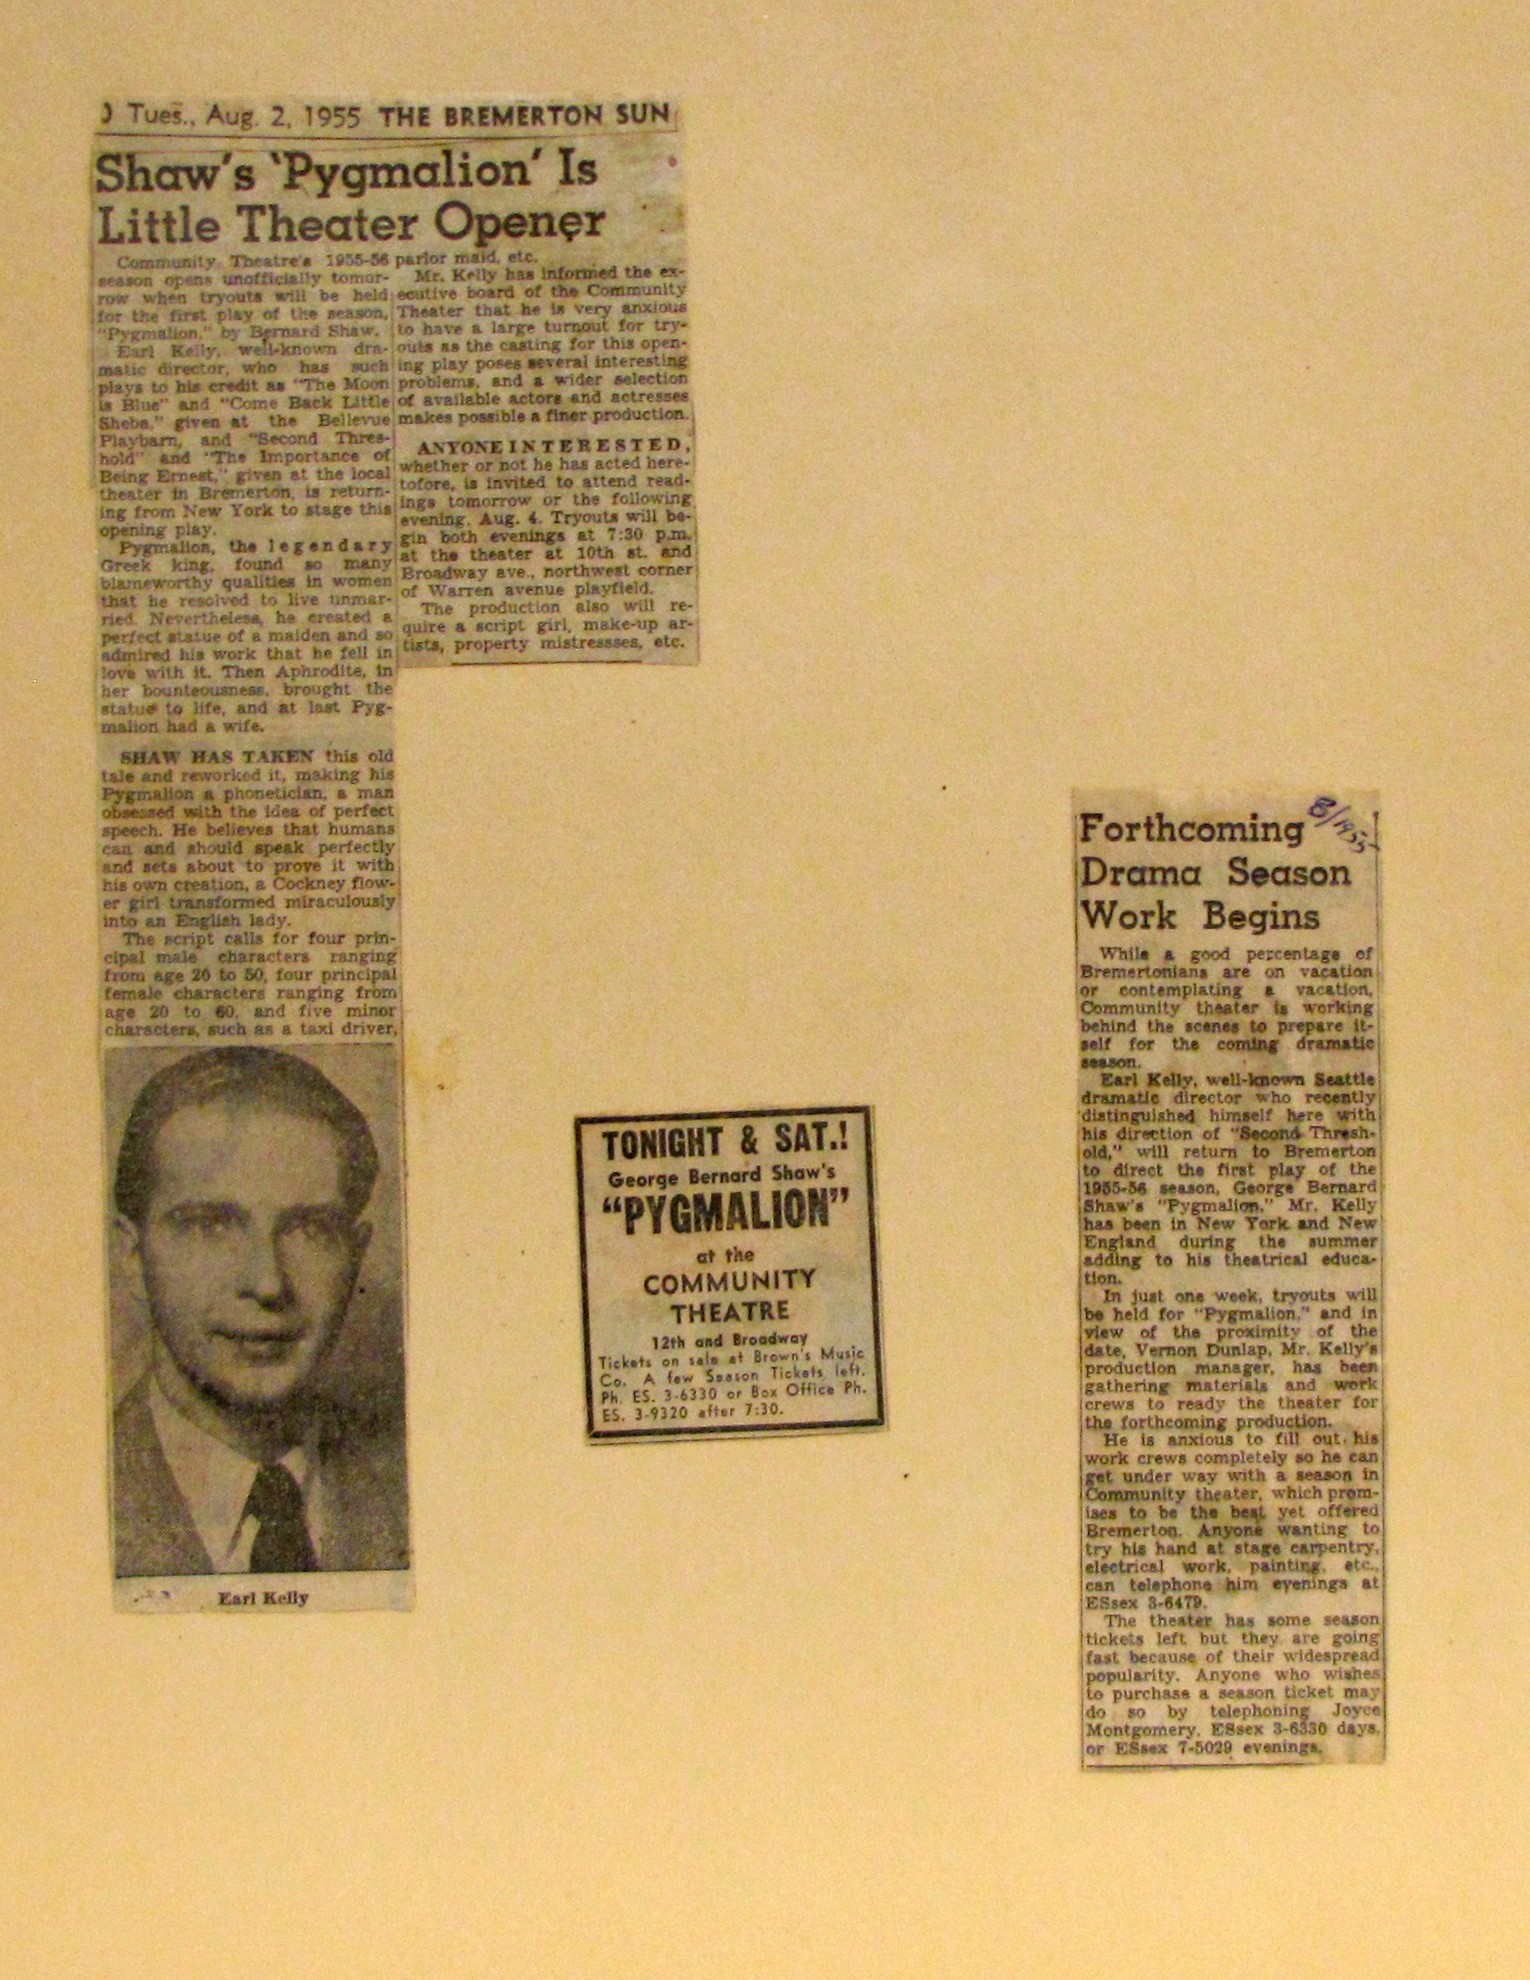 Tues., Aug. 2, 1955 THE BREMERTON SUN
Shaw's 'Pygmalion' Is
Little Theater Opener
Community Theatre's 1955-56
season opens unofficially tomor-
row when tryouts will be held
for the first play of the season,
"Pygmalion," by Bernard Shaw.
Earl Kelly, well-known dra-
matic director, who has such
plays to his credit as "The Moon
is Blue" and "Come Back Little
Sheba," given at the Bellevue
Playbarn, and "Second Thres-
hold" and "The Importance of
Being Ernest," given at the local
theater in Bremerton, is return-
ing from New York to stage this
opening play.
Pygmalion, the legendary
Greek king, found so many
blameworthy qualities in women
that he resolved to live unmar-
ried. Nevertheless, he created a
perfect statue of a maiden and so
admired his work that he fell in
love with it. Then Aphrodite, in
her bounteousness, brought the
statue to life, and at last Pyg-
malion had a wife.
SHAW HAS TAKEN this old
tale and reworked it, making his
Pygmalion a phonetician, a man
obsessed with the idea of perfect
speech. He believes that humans
can and should speak perfectly
and sets about to prove it with
his own creation, a Cockney flow-
er girl transformed miraculously
into an English lady.
The script calls for four prin-
cipal male characters ranging
from age 20 to 50, four principal
female characters ranging from
age 20 to 60, and five minor
characters, such as a taxi driver,
parlor maid, etc.
Mr. Kelly has informed the ex-
ecutive board of the Community
Theater that he is very anxious
to have a large turnout for try-
outs as the casting for this open-
ing play poses several interesting
problems, and a wider selection
of available actors and actresses
makes possible a finer production.
ANYONE INTERESTED,
whether or not he has acted here-
tofore, is invited to attend read-
ings tomorrow or the following
evening, Aug. 4. Tryouts will be-
gin both evenings at 7:30 p.m.
at the theater at 10th st. and
Broadway ave., northwest corner
of Warren avenue playfield.
The production also will re-
quire a script girl, make-up ar-
tists, property mistressses, etc.
Earl Kelly
TONIGHT & SAT.!
George Bernard Shaw's
"PYGMALION"
at the
COMMUNITY
THEATRE
12th and Broadway
Tickets on sale at Brown's Music
Co. A few Season Tickets left.
Ph. ES. 3-6330 or Box Office Ph.
ES. 3-9320 after 7:30.
8/1955
Forthcoming
Drama Season
Work Begins
While a good percentage of
Bremertonians are on vacation
or contemplating a vacation,
Community theater is working
behind the scenes to prepare it-
self for the coming dramatic
season.
Earl Kelly, well-known Seattle
dramatic director who recently
distinguished himself here with
his direction of "Second Thresh-
old," will return to Bremerton
to direct the first play of the
1955-56 season, George Bernard
Shaw's "Pygmalion." Mr. Kelly
has been in New York and New
England during the summer
adding to his theatrical educa-
tion.
In just one week, tryouts will
be held for "Pygmalion," and in
view of the proximity of the
date, Vernon Dunlap, Mr. Kelly's
production manager, has been
gathering materials and work
crews to ready the theater for
the forthcoming production.
He is anxious to fill out his
work crews completely so he can
get under way with a season in
Community theater, which prom-
ises to be the best yet offered
Bremerton. Anyone wanting to
try his hand at stage carpentry,
electrical work, painting, etc.,
can telephone him evenings at
ESsex 3-6479.
The theater has some season
tickets left but they are going
fast because of their widespread
popularity. Anyone who wishes
to purchase a season ticket may
do so by telephoning Joyce
Montgomery, ESsex 3-6330 days,
or ESsex 7-5029 evenings.